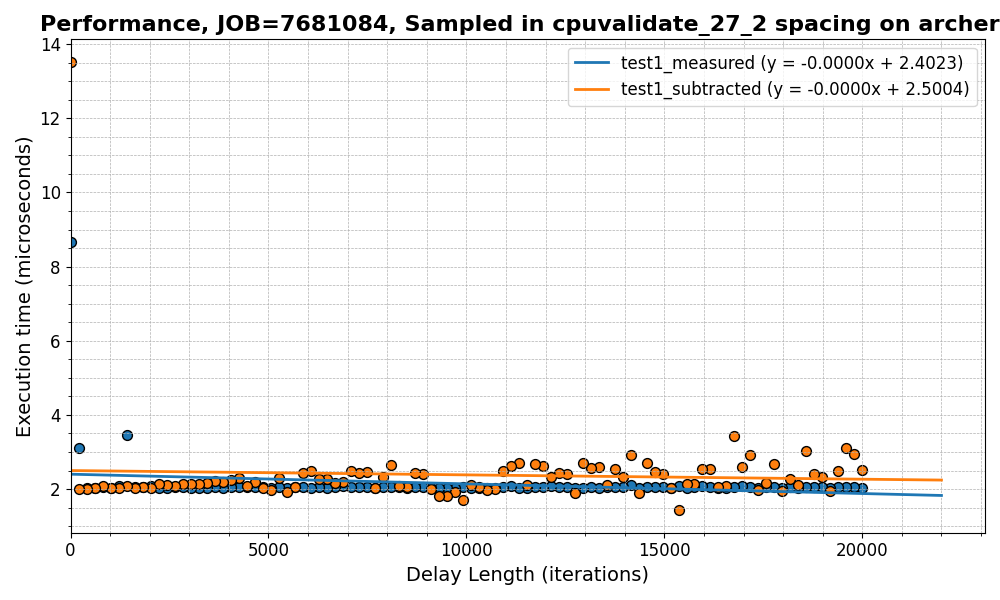 Performance, JOB=7681084, Sampled in cpuvalidate_27_2 spacing on archer
test1_measured (y = -0.0000x + 2.4023)
test1_subtracted (y = -0.0000x + 2.5004)
Execution time (microseconds)
14
12
10
8
6
4
2
0 5000 10000 15000 20000
Delay Length (iterations)